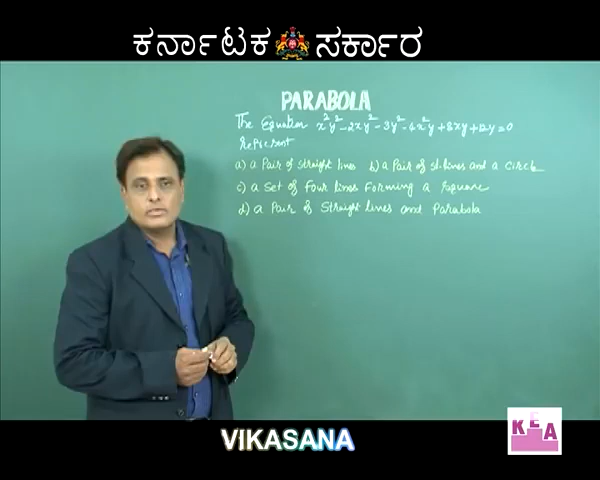 ಕರ್ನಾಟಕ ಸರ್ಕಾರ
PARABOLA
The Equation x²y² - 2xy² - 3y² - 4x²y + 8xy + 12y = 0
Represent
a) a Pair of straight lines b) a Pair of st. lines and a Circle
c) a Set of Four lines Forming a square
d) a Pair of Straight lines and Parabola
VIKASANA
KEA